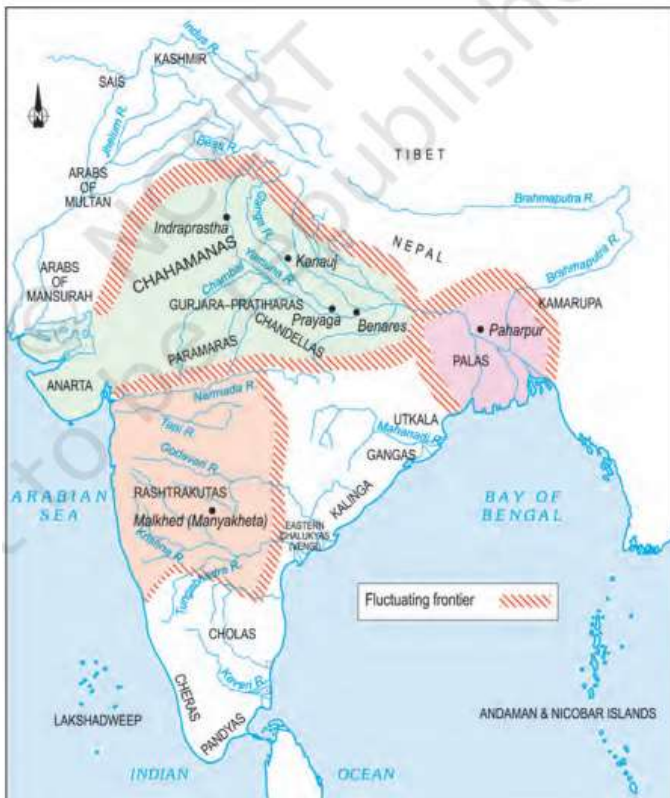 Indus R.
KASHMIR
SAIS
N
Jhelum R.
Beas R.
TIBET
ARABS
OF
MULTAN
Brahmaputra R.
Ganga R.
Indraprastha
NEPAL
Brahmaputra R.
ARABS
OF
MANSURAH
CHAHAMANAS
Kanauj
Yamuna R.
Chambal
KAMARUPA
GURJARA-PRATIHARAS
Prayaga
Benares
Paharpur
CHANDELLAS
PARAMARAS
PALAS
ANARTA
Narmada R.
UTKALA
Tapi R.
Mahanadi R.
GANGAS
Godavari R.
KALINGA
ARABIAN
SEA
RASHTRAKUTAS
BAY OF
BENGAL
Malkhed (Manyakheta)
EASTERN
CHALUKYAS
(VENGI)
Krishna R.
Tungabhadra R.
Fluctuating frontier
CHOLAS
Kaveri R.
CHERAS
LAKSHADWEEP
PANDYAS
ANDAMAN & NICOBAR ISLANDS
INDIAN
OCEAN